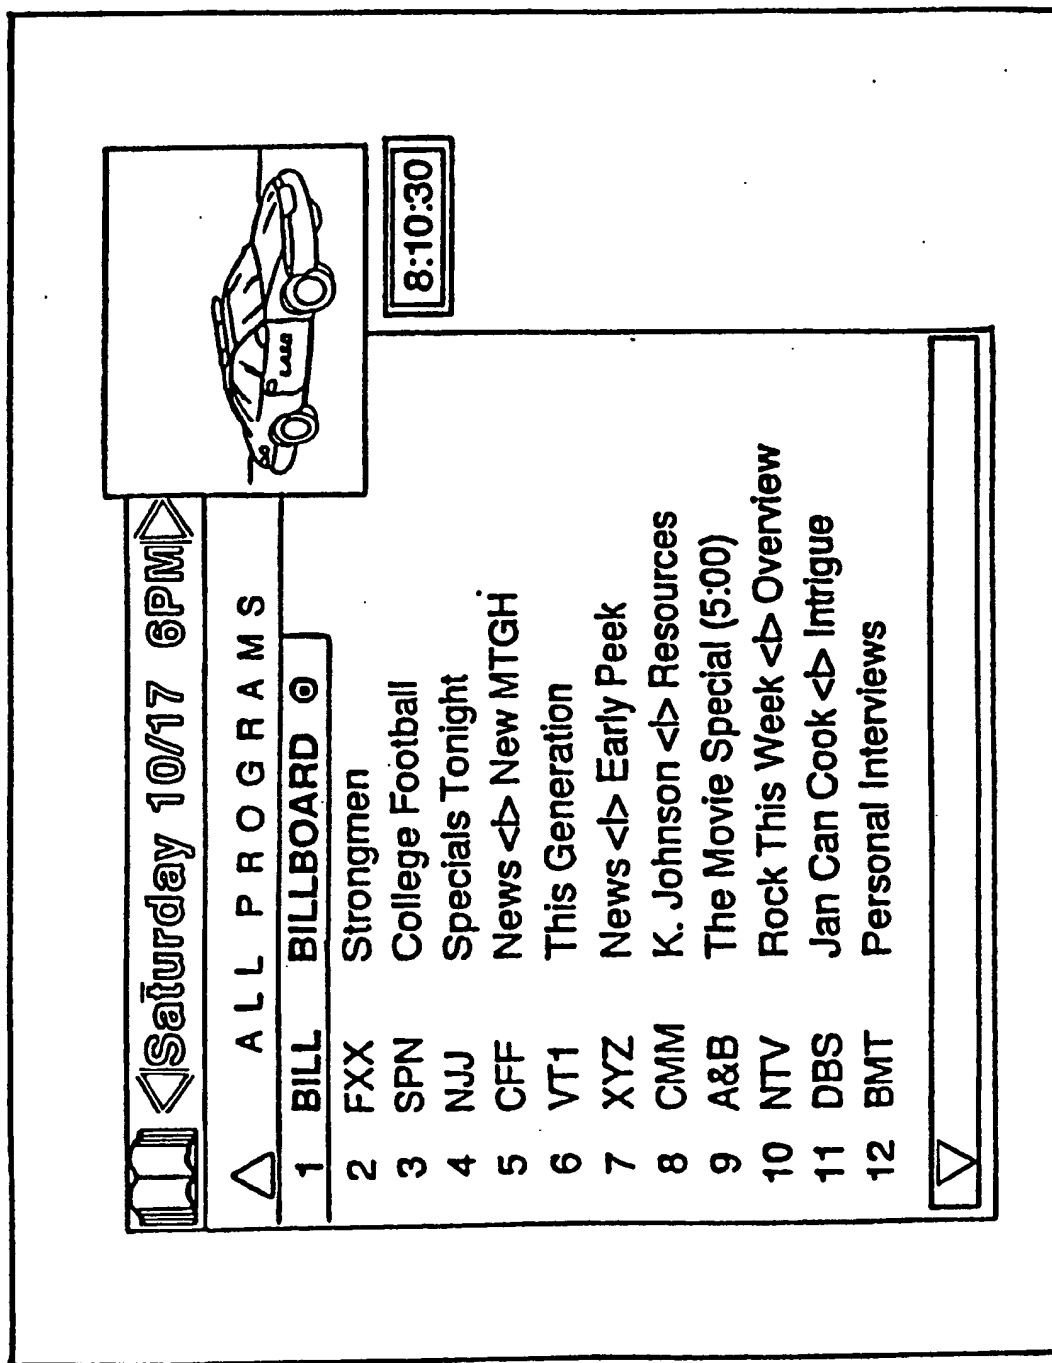 Saturday 10/17 6PM
ALL PROGRAMS
8:10:30
1 BILL BILLBOARD
2 FXX Strongmen
3 SPN College Football
4 NJJ Specials Tonight
5 CFF News <|> New MTGH
6 VT1 This Generation
7 XYZ News <|> Early Peek
8 CMM K. Johnson <|> Resources
9 A&B The Movie Special (5:00)
10 NTV Rock This Week <|> Overview
11 DBS Jan Can Cook <|> Intrigue
12 BMT Personal Interviews